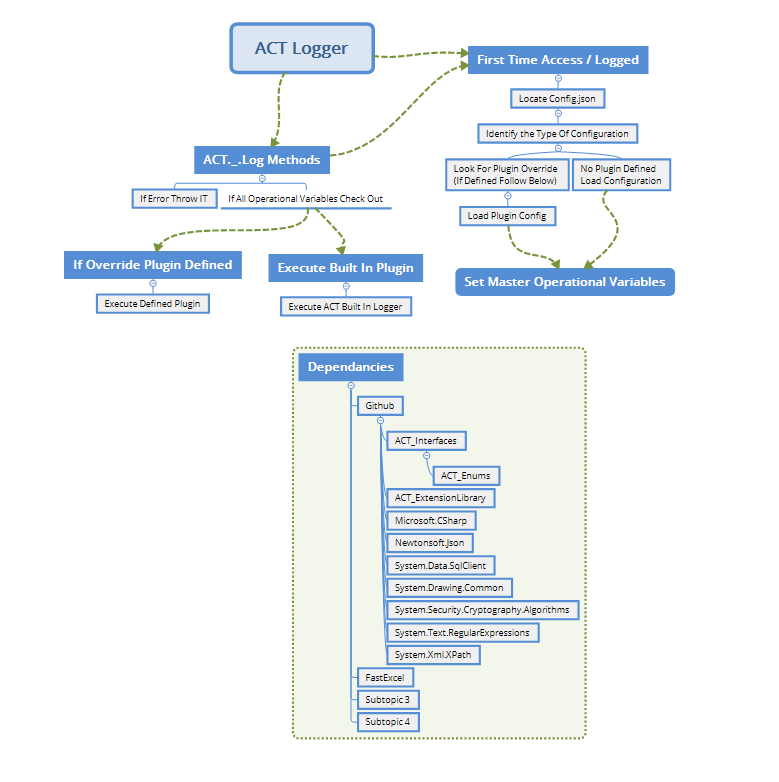 ACT Logger
First Time Access / Logged
Locate Config.json
Identify the Type Of Configuration
Look For Plugin Override
(If Defined Follow Below)
No Plugin Defined
Load Configuration
Load Plugin Config
Set Master Operational Variables
ACT._.Log Methods
If Error Throw IT
If All Operational Variables Check Out
If Override Plugin Defined
Execute Defined Plugin
Execute Built In Plugin
Execute ACT Built In Logger
Dependancies
Github
ACT_Interfaces
ACT_Enums
ACT_ExtensionLibrary
Microsoft.CSharp
Newtonsoft.Json
System.Data.SqlClient
System.Drawing.Common
System.Security.Cryptography.Algorithms
System.Text.RegularExpressions
System.Xml.XPath
FastExcel
Subtopic 3
Subtopic 4